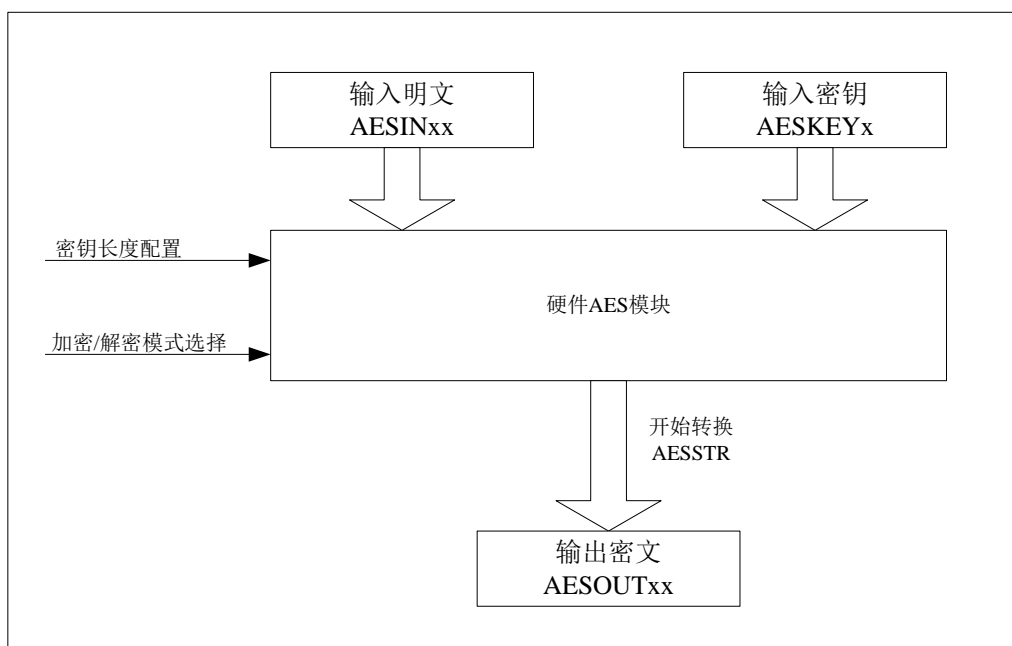 输入明文
AESINxx
输入密钥
AESKEYx
密钥长度配置
硬件AES模块
加密/解密模式选择
开始转换
AESSTR
输出密文
AESOUTxx